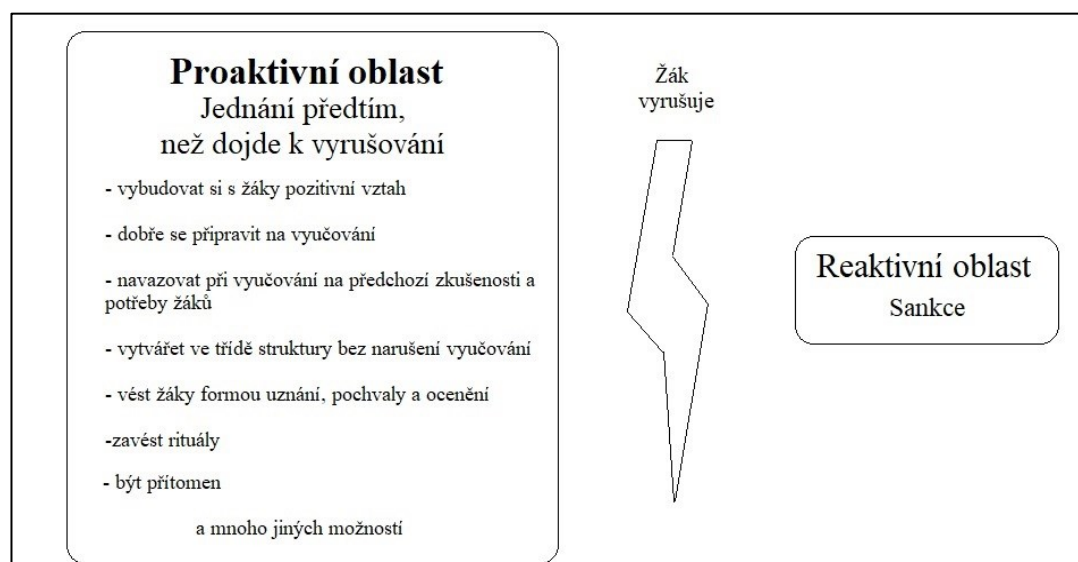 Proaktivní oblast
Jednání předtím,
než dojde k vyrušování
- vybudovat si s žáky pozitivní vztah
- dobře se připravit na vyučování
- navazovat při vyučování na předchozí zkušenosti a
potřeby žáků
- vytvářet ve třídě struktury bez narušení vyučování
- vést žáky formou uznání, pochvaly a ocenění
-zavést rituály
- být přítomen
a mnoho jiných možností
Žák
vyrušuje
Reaktivní oblast
Sankce